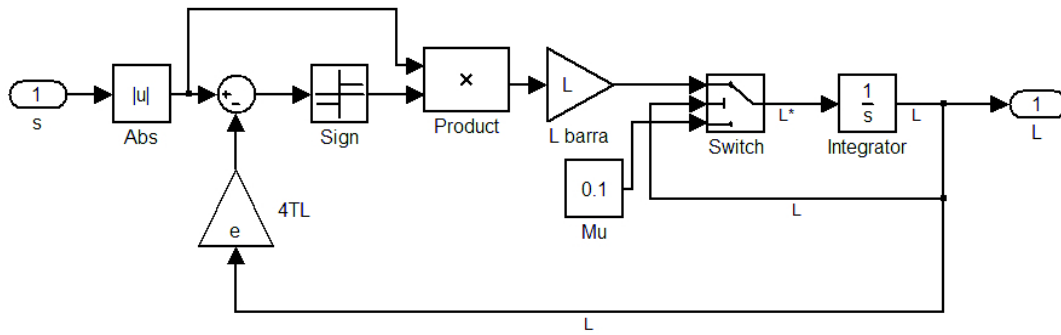 1
s
|u|
Abs
+
-
Sign
×
Product
L
L barra
0.1
Mu
Switch
L*
1
s
Integrator
L
1
L
L
4TL
e
L